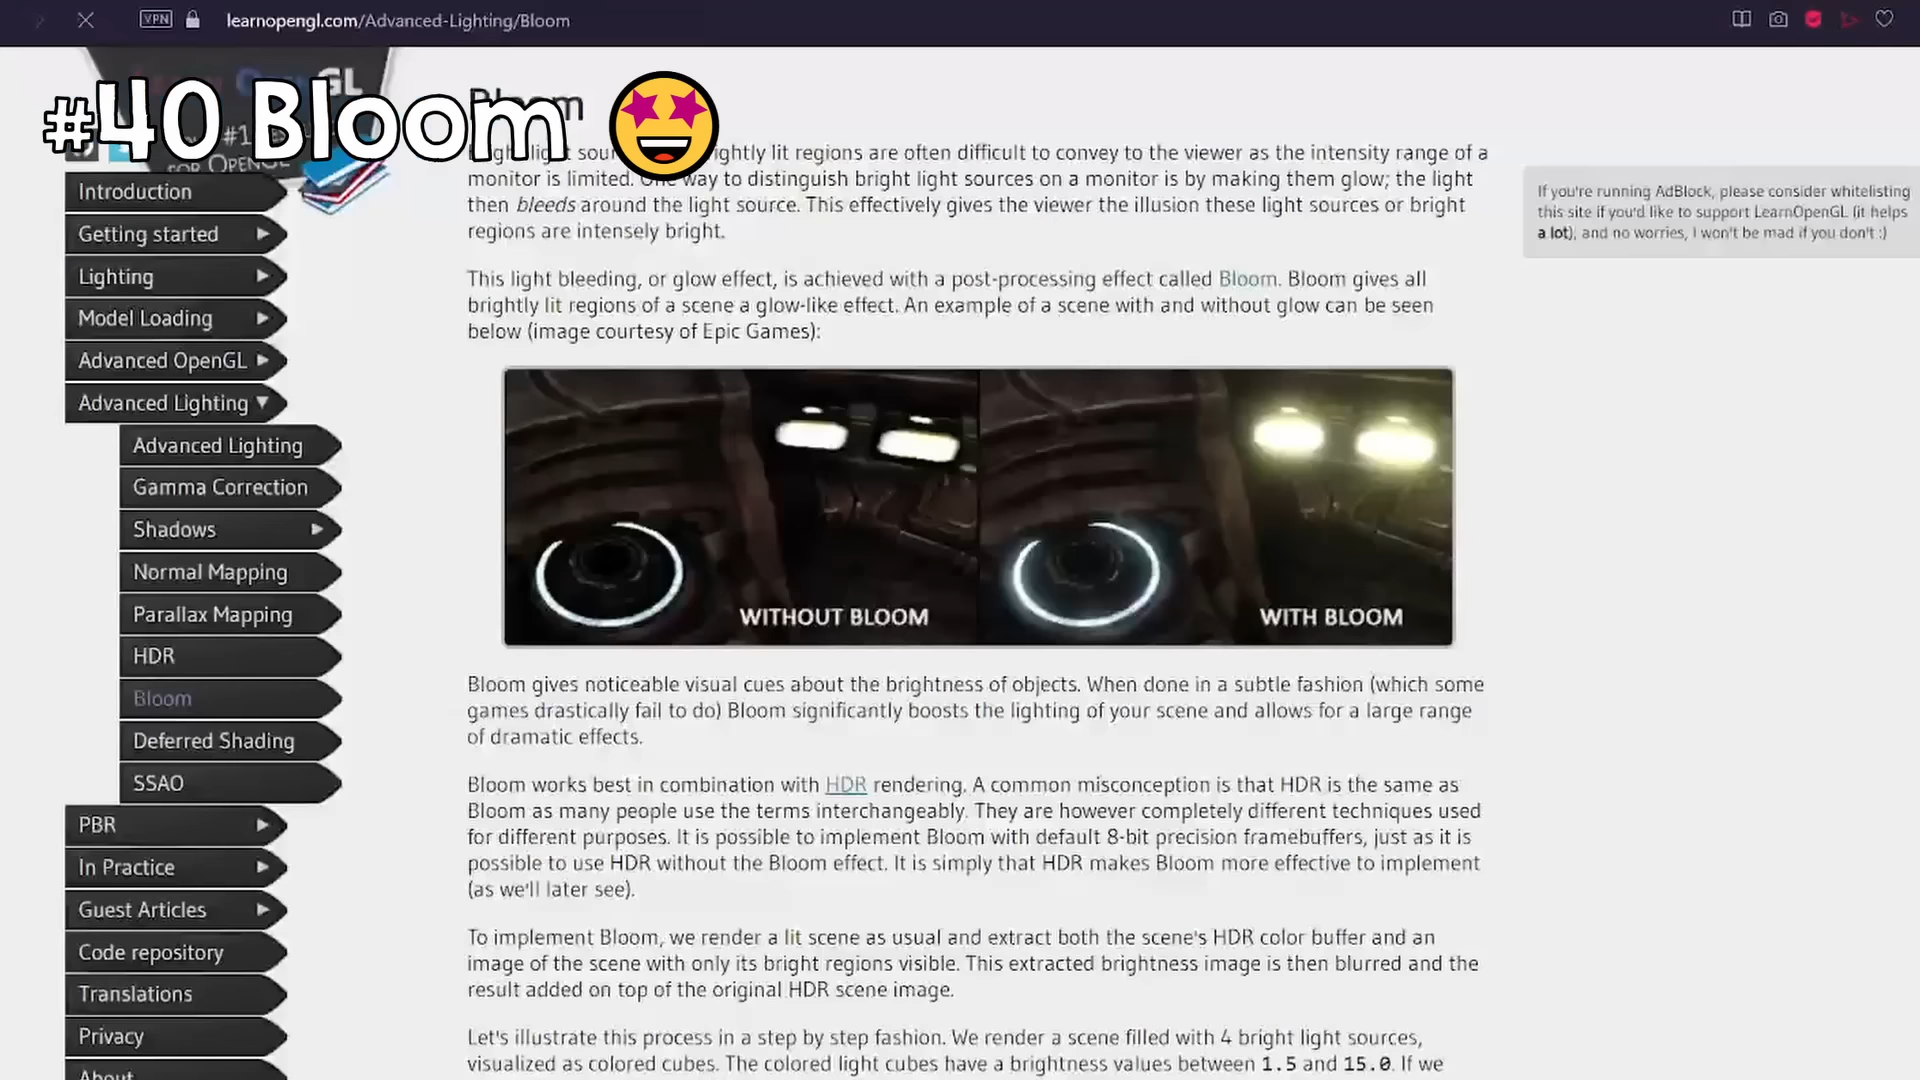 VPN
learnopengl.com/Advanced-Lighting/Bloom
#40 Bloom
Introduction
Getting started
Lighting
Model Loading
Advanced OpenGL
Advanced Lighting
Advanced Lighting
Gamma Correction
Shadows
Normal Mapping
Parallax Mapping
HDR
Bloom
Deferred Shading
SSAO
PBR
In Practice
Guest Articles
Code repository
Translations
Privacy
About
light brightly lit regions are often difficult to convey to the viewer as the intensity range of a
monitor is limited. One way to distinguish bright light sources on a monitor is by making them glow; the light
then bleeds around the light source. This effectively gives the viewer the illusion these light sources or bright
regions are intensely bright.
This light bleeding, or glow effect, is achieved with a post-processing effect called Bloom. Bloom gives all
brightly lit regions of a scene a glow-like effect. An example of a scene with and without glow can be seen
below (image courtesy of Epic Games):
WITHOUT BLOOM
WITH BLOOM
Bloom gives noticeable visual cues about the brightness of objects. When done in a subtle fashion (which some
games drastically fail to do) Bloom significantly boosts the lighting of your scene and allows for a large range
of dramatic effects.
Bloom works best in combination with HDR rendering. A common misconception is that HDR is the same as
Bloom as many people use the terms interchangeably. They are however completely different techniques used
for different purposes. It is possible to implement Bloom with default 8-bit precision framebuffers, just as it is
possible to use HDR without the Bloom effect. It is simply that HDR makes Bloom more effective to implement
(as we'll later see).
To implement Bloom, we render a lit scene as usual and extract both the scene's HDR color buffer and an
image of the scene with only its bright regions visible. This extracted brightness image is then blurred and the
result added on top of the original HDR scene image.
Let's illustrate this process in a step by step fashion. We render a scene filled with 4 bright light sources,
visualized as colored cubes. The colored light cubes have a brightness values between 1.5 and 15.0. If we
If you're running AdBlock, please consider whitelisting
this site if you'd like to support LearnOpenGL (it helps
a lot), and no worries, I won't be mad if you don't :)